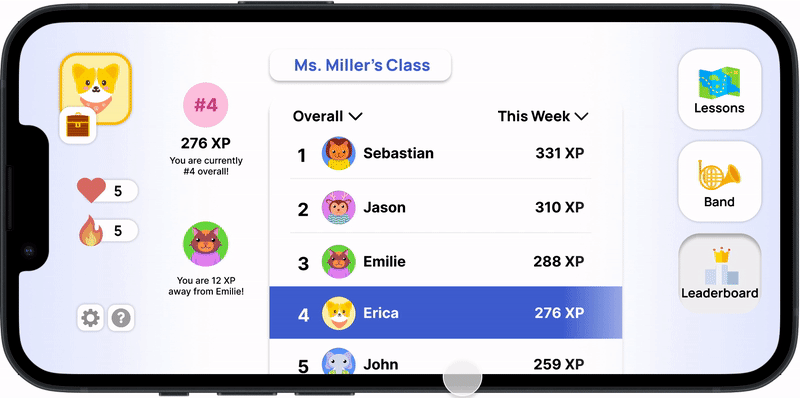 Ms. Miller's Class
#4
276 XP
You are currently
#4 overall!
You are 12 XP
away from Emilie!
5
5
?
Overall
This Week
1 Sebastian 331 XP
2 Jason 310 XP
3 Emilie 288 XP
4 Erica 276 XP
5 John 259 XP
Lessons
Band
Leaderboard